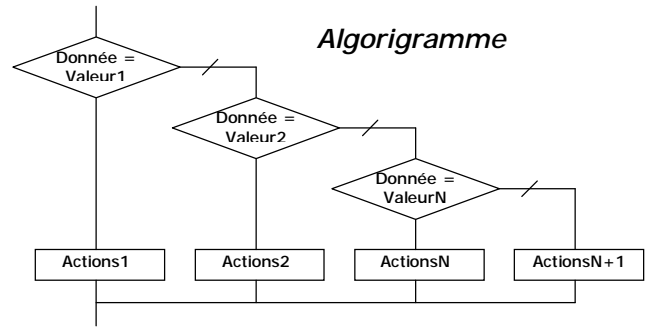 Algorigramme
Donnée =
Valeur1
Donnée =
Valeur2
Donnée =
ValeurN
Actions1
Actions2
ActionsN
ActionsN+1